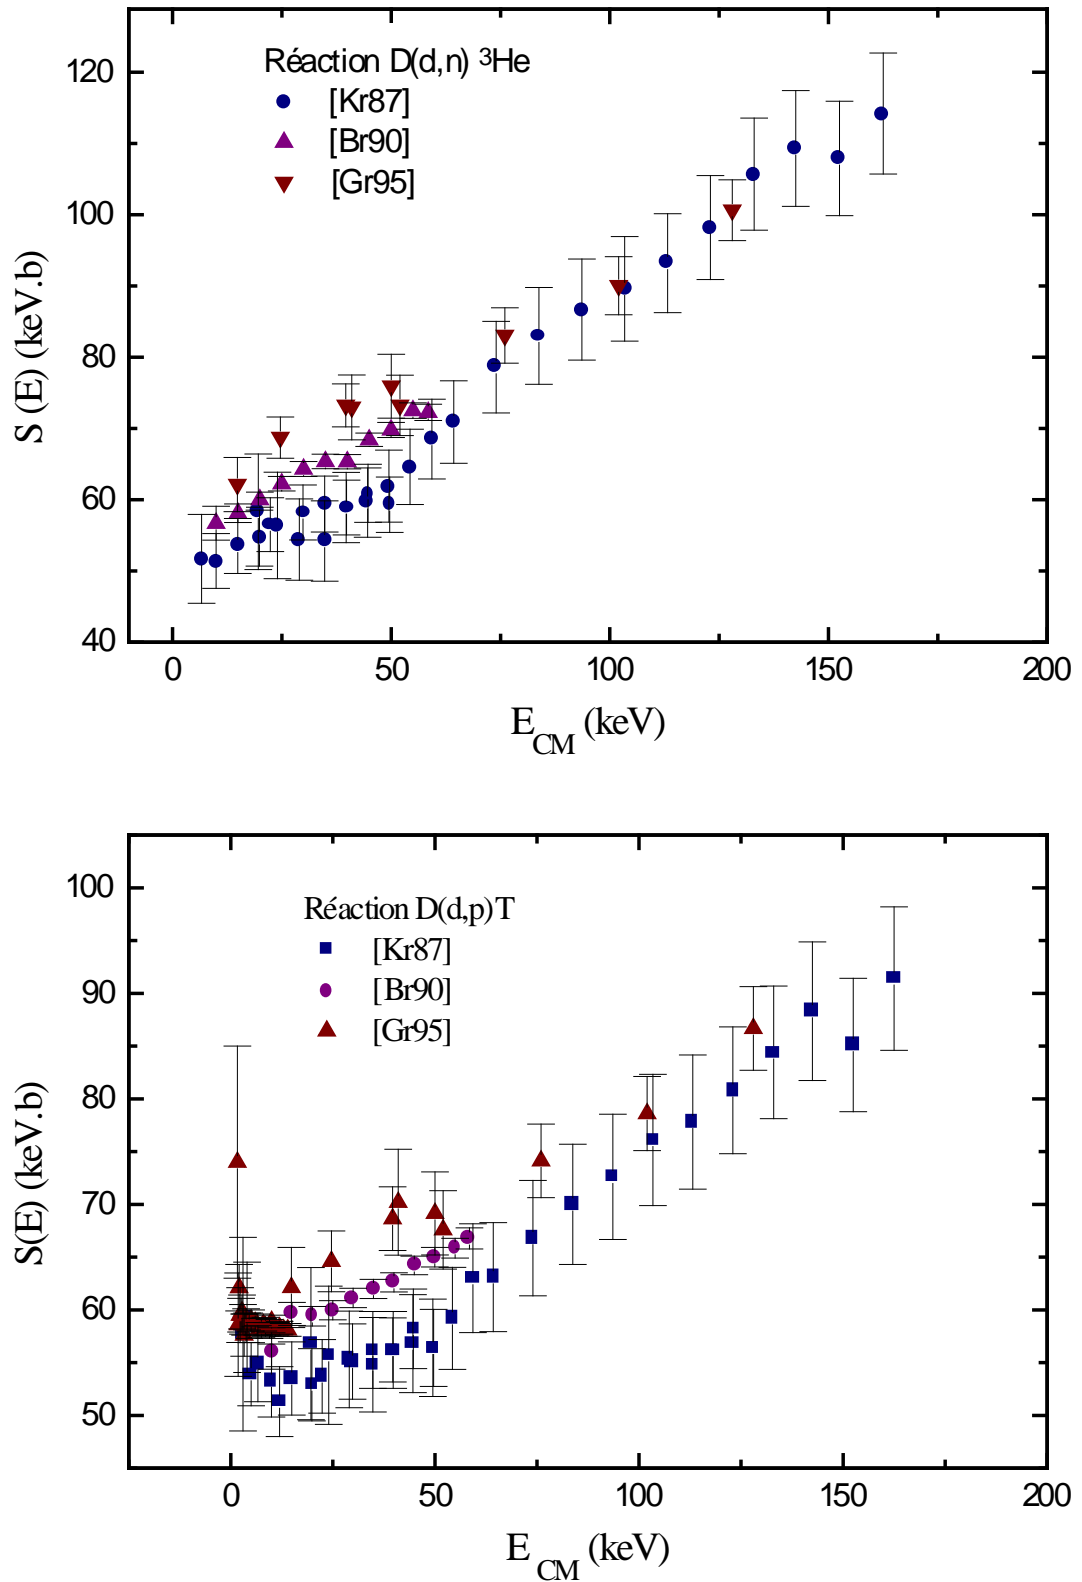 Réaction D(d,n) ³He
[Kr87]
[Br90]
[Gr95]
S (E) (keV.b)
120
100
80
60
40
0 50 100 150 200
E_CM (keV)
Réaction D(d,p)T
[Kr87]
[Br90]
[Gr95]
S(E) (keV.b)
100
90
80
70
60
50
0 50 100 150 200
E_CM (keV)